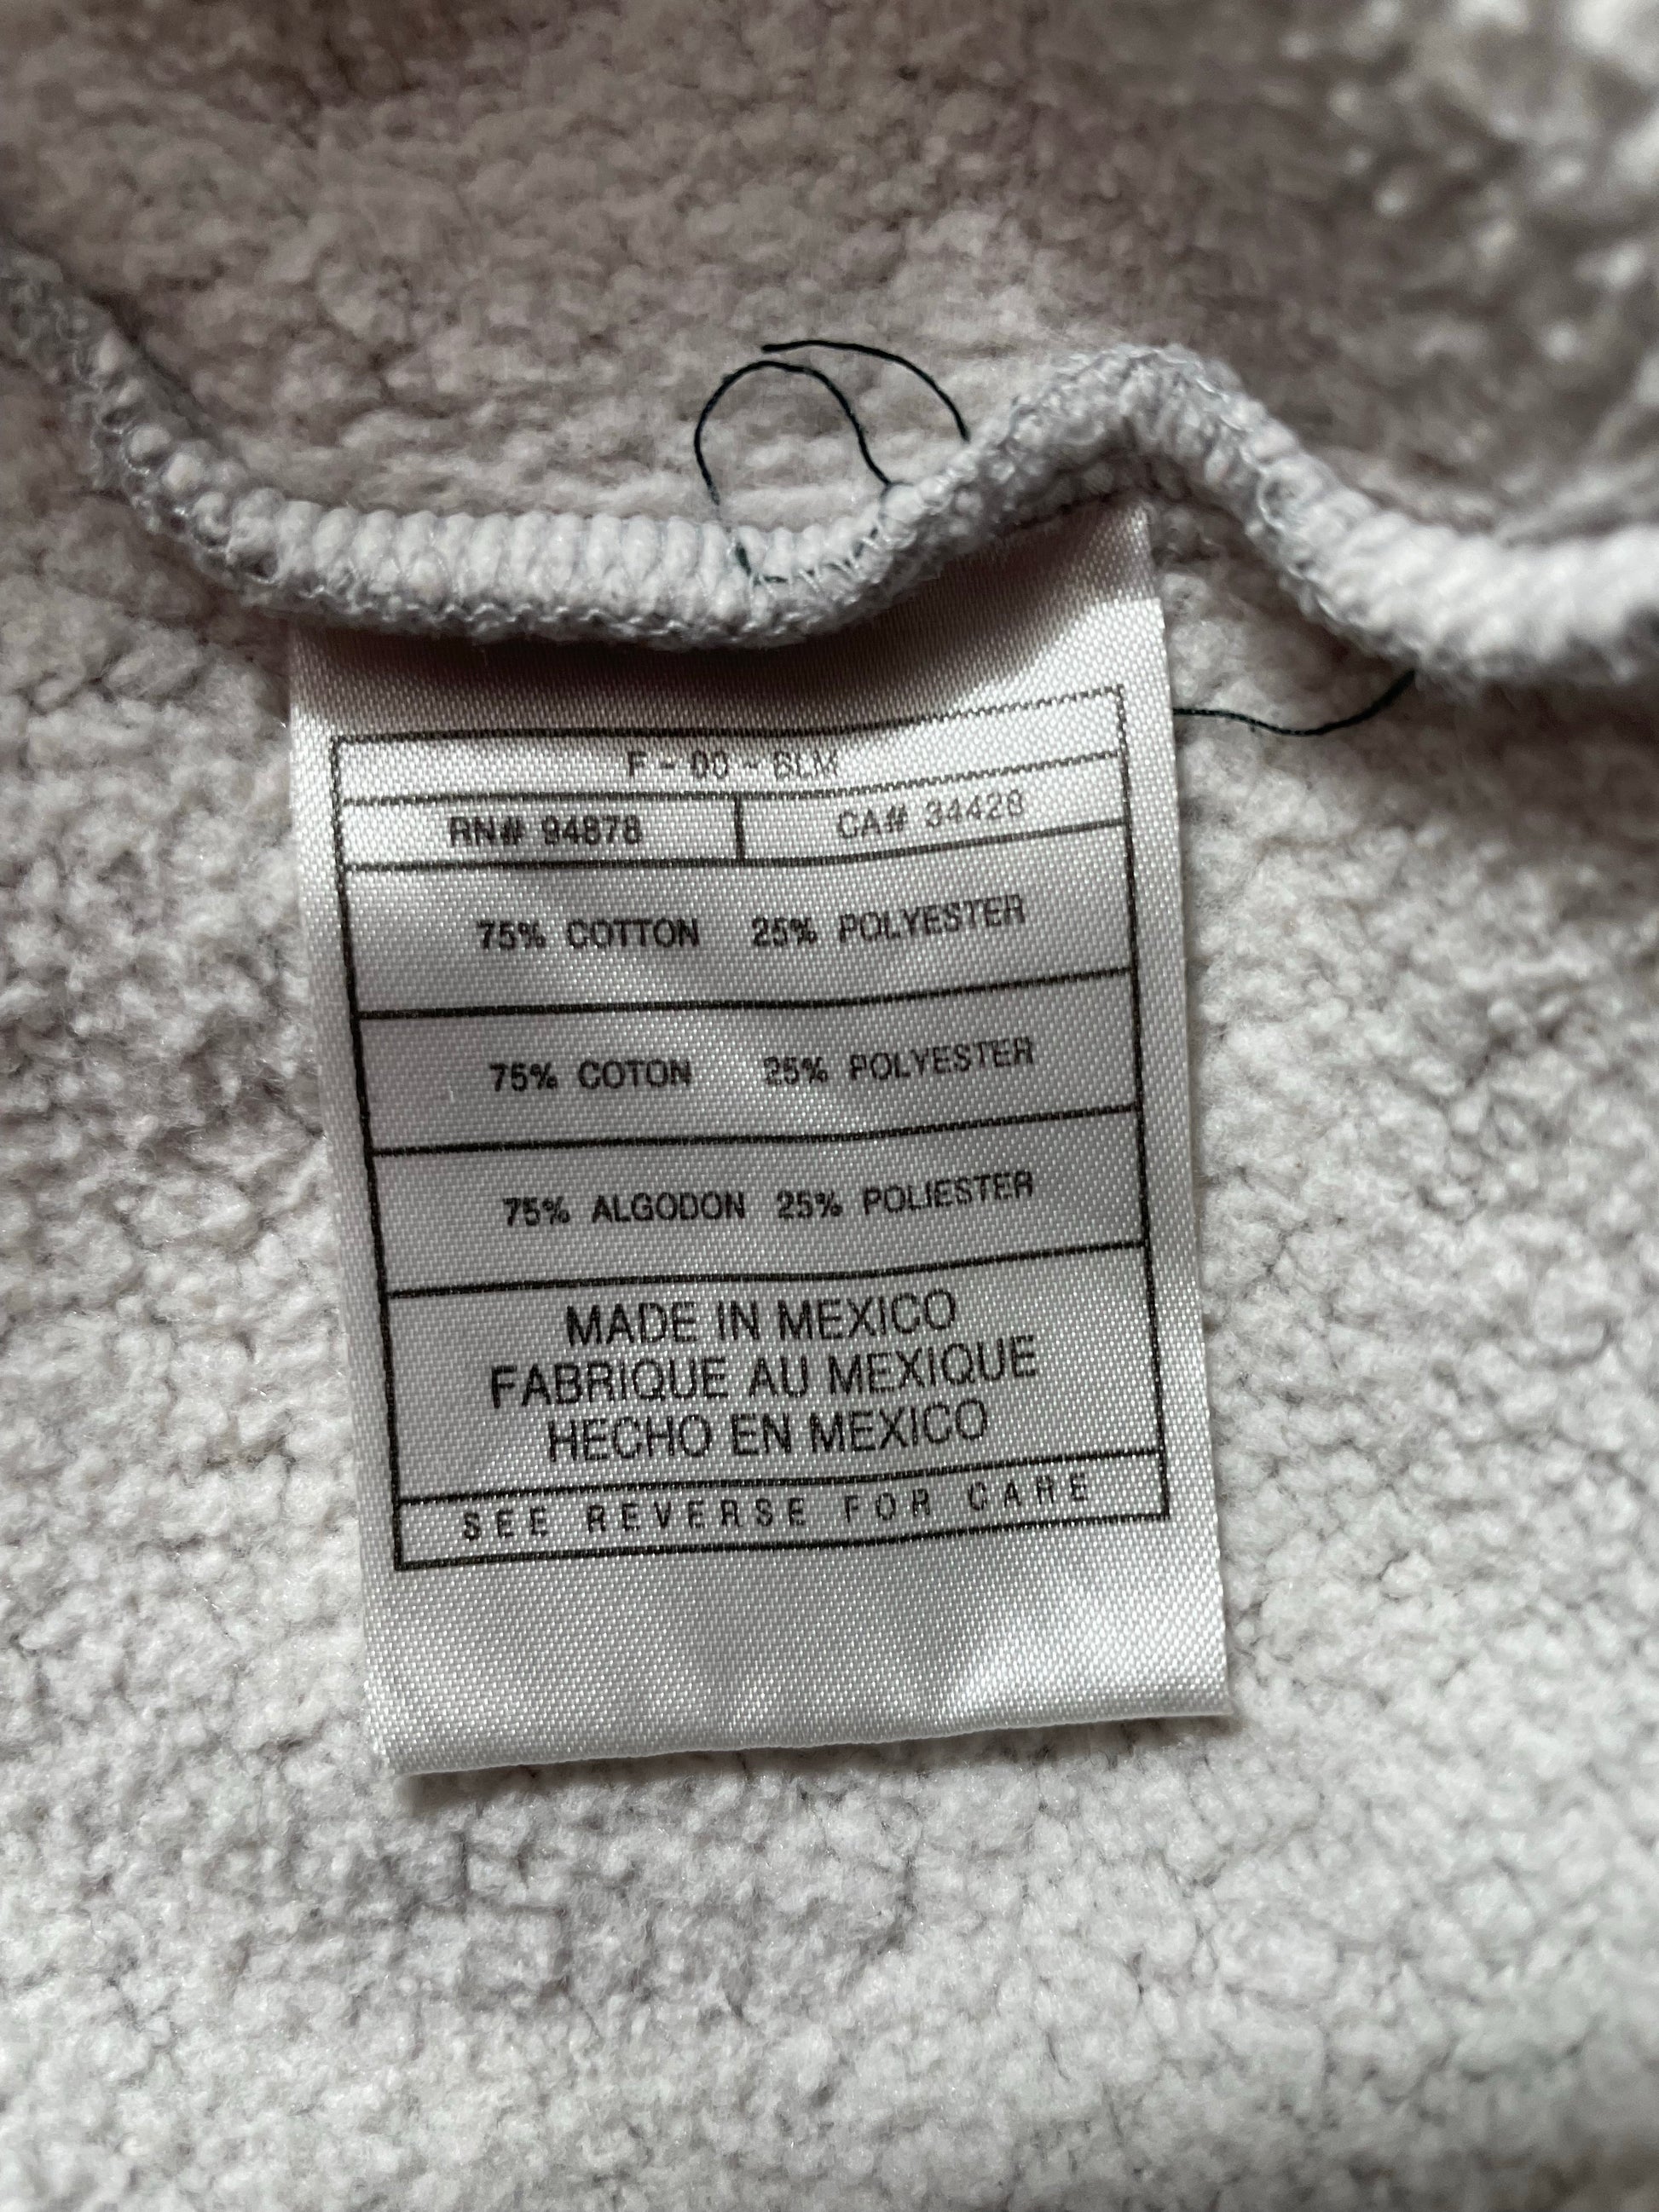 F - 00 - SLM
RN# 94878 CA# 34428
75% COTTON 25% POLYESTER
75% COTON 25% POLYESTER
75% ALGODON 25% POLIESTER
MADE IN MEXICO
FABRIQUE AU MEXIQUE
HECHO EN MEXICO
SEE REVERSE FOR CARE